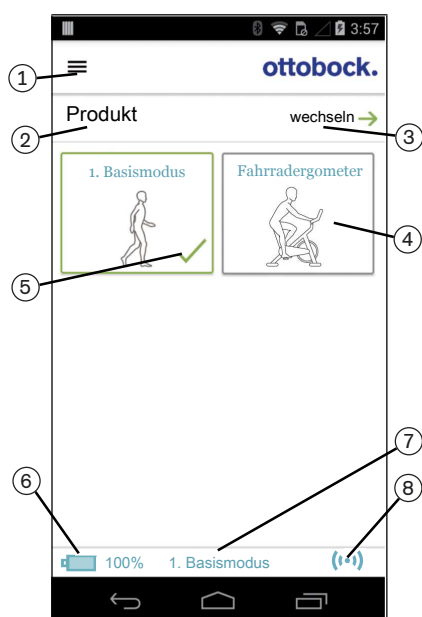 3:57
1
ottobock.
2
Produkt
wechseln
3
1. Basismodus
Fahrradergometer
4
5
6
7
8
100%
1. Basismodus